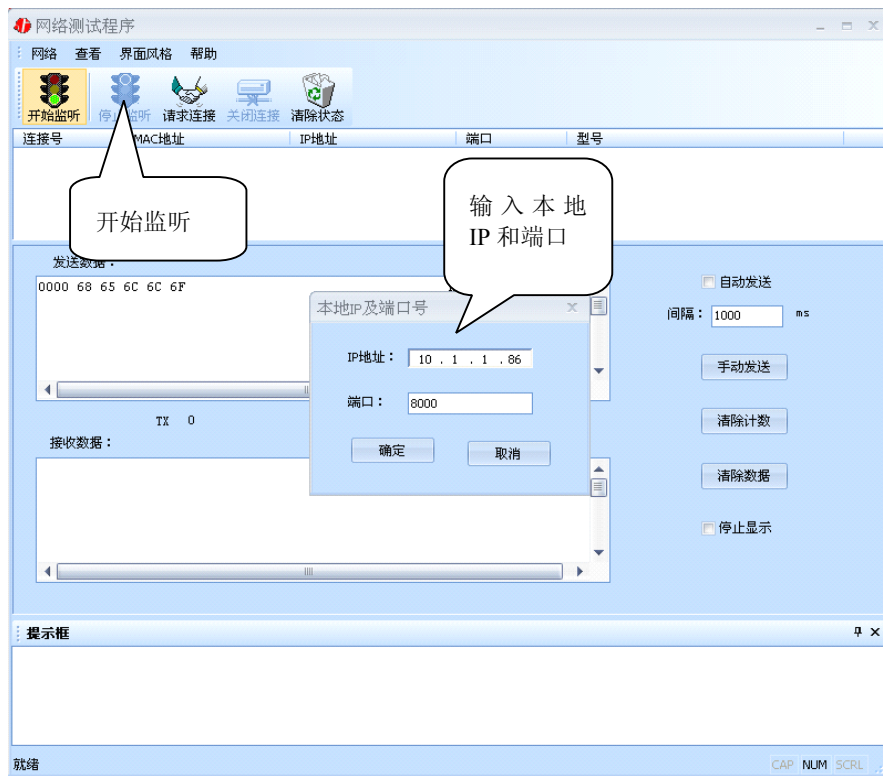 网络测试程序
网络 查看 界面风格 帮助
开始监听 停止监听 请求连接 关闭连接 清除状态
连接号 MAC地址 IP地址 端口 型号
开始监听
输入本地
IP 和端口
发送数据：
0000 68 65 6C 6C 6F
自动发送
间隔： 1000 ms
本地IP及端口号
IP地址： 10 . 1 . 1 . 86
端口： 8000
确定 取消
手动发送
TX 0
清除计数
接收数据：
清除数据
停止显示
提示框
就绪
CAP NUM SCRL